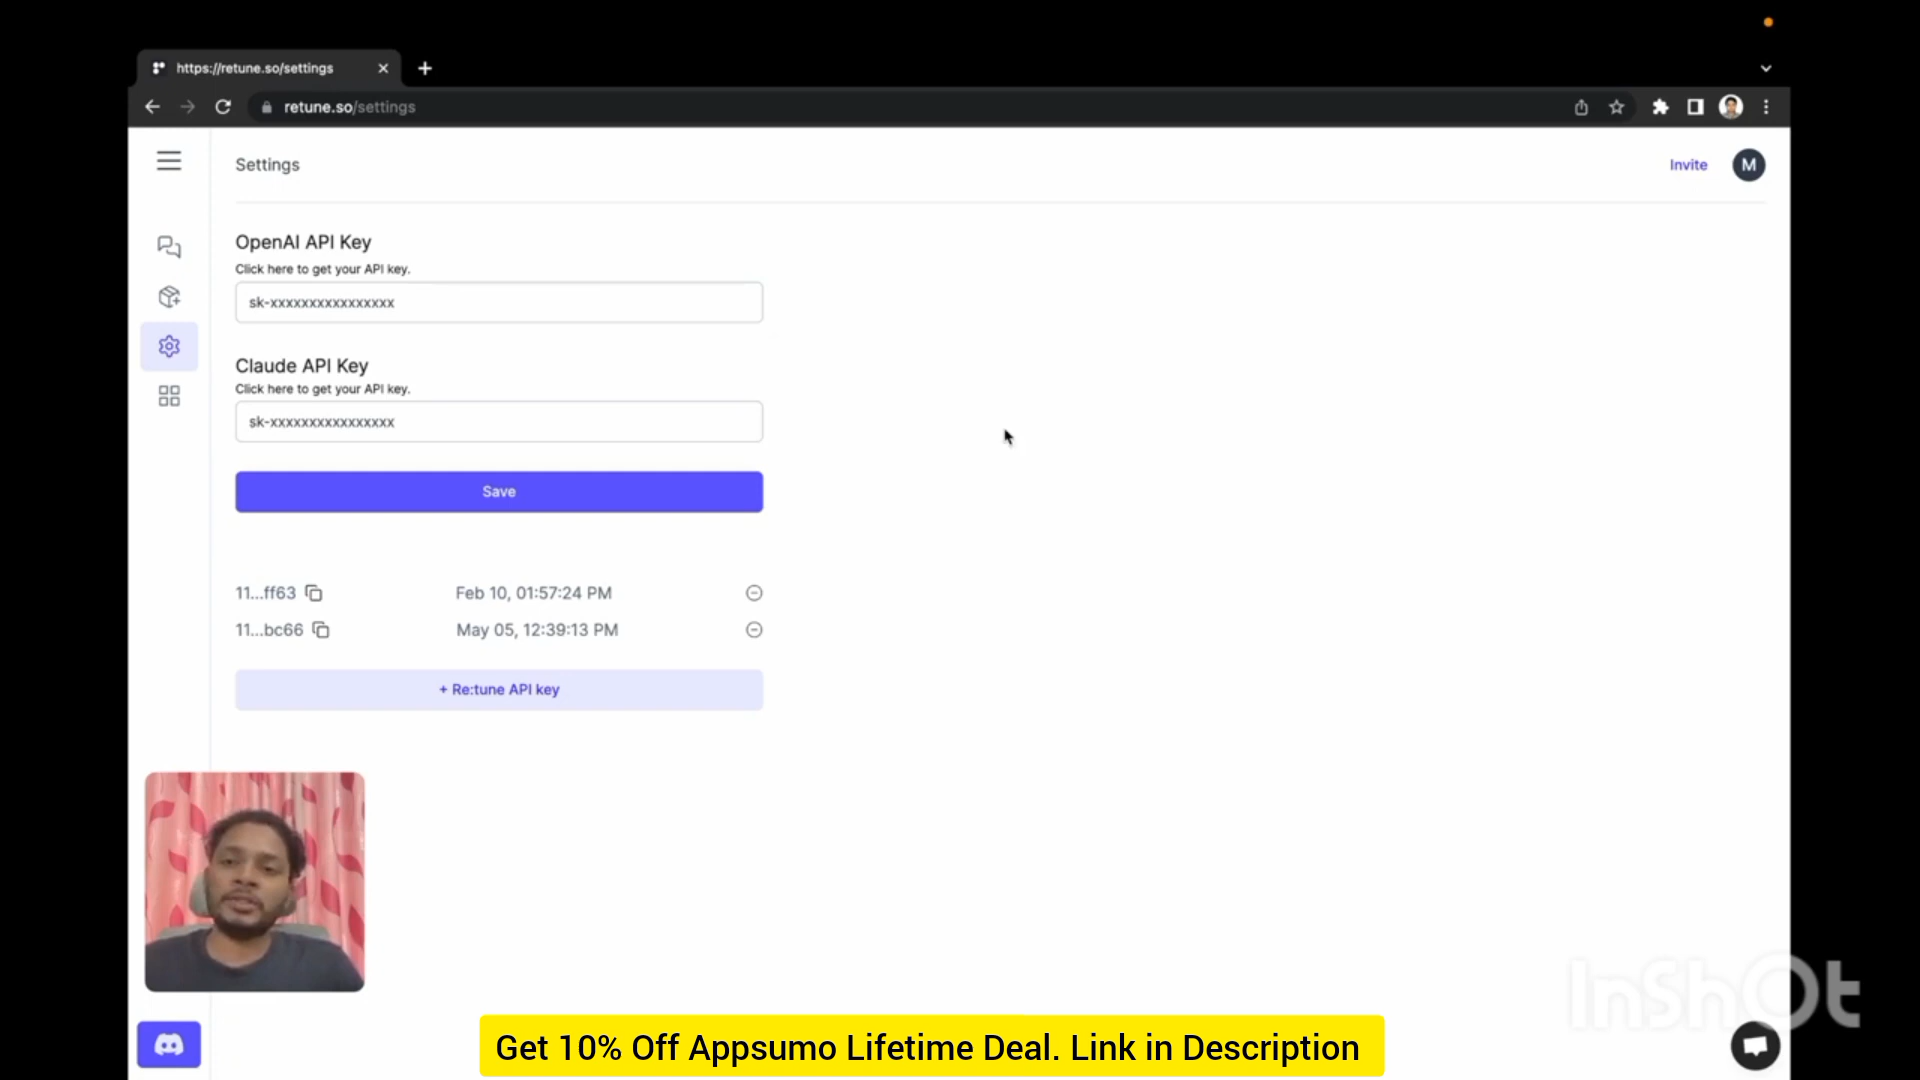 https://retune.so/settings
retune.so/settings
Settings
Invite
M
OpenAI API Key
Click here to get your API key.
sk-xxxxxxxxxxxxxxxx
Claude API Key
Click here to get your API key.
sk-xxxxxxxxxxxxxxxx
Save
11...ff63
Feb 10, 01:57:24 PM
11...bc66
May 05, 12:39:13 PM
+ Re:tune API key
InShOt
Get 10% Off Appsumo Lifetime Deal. Link in Description